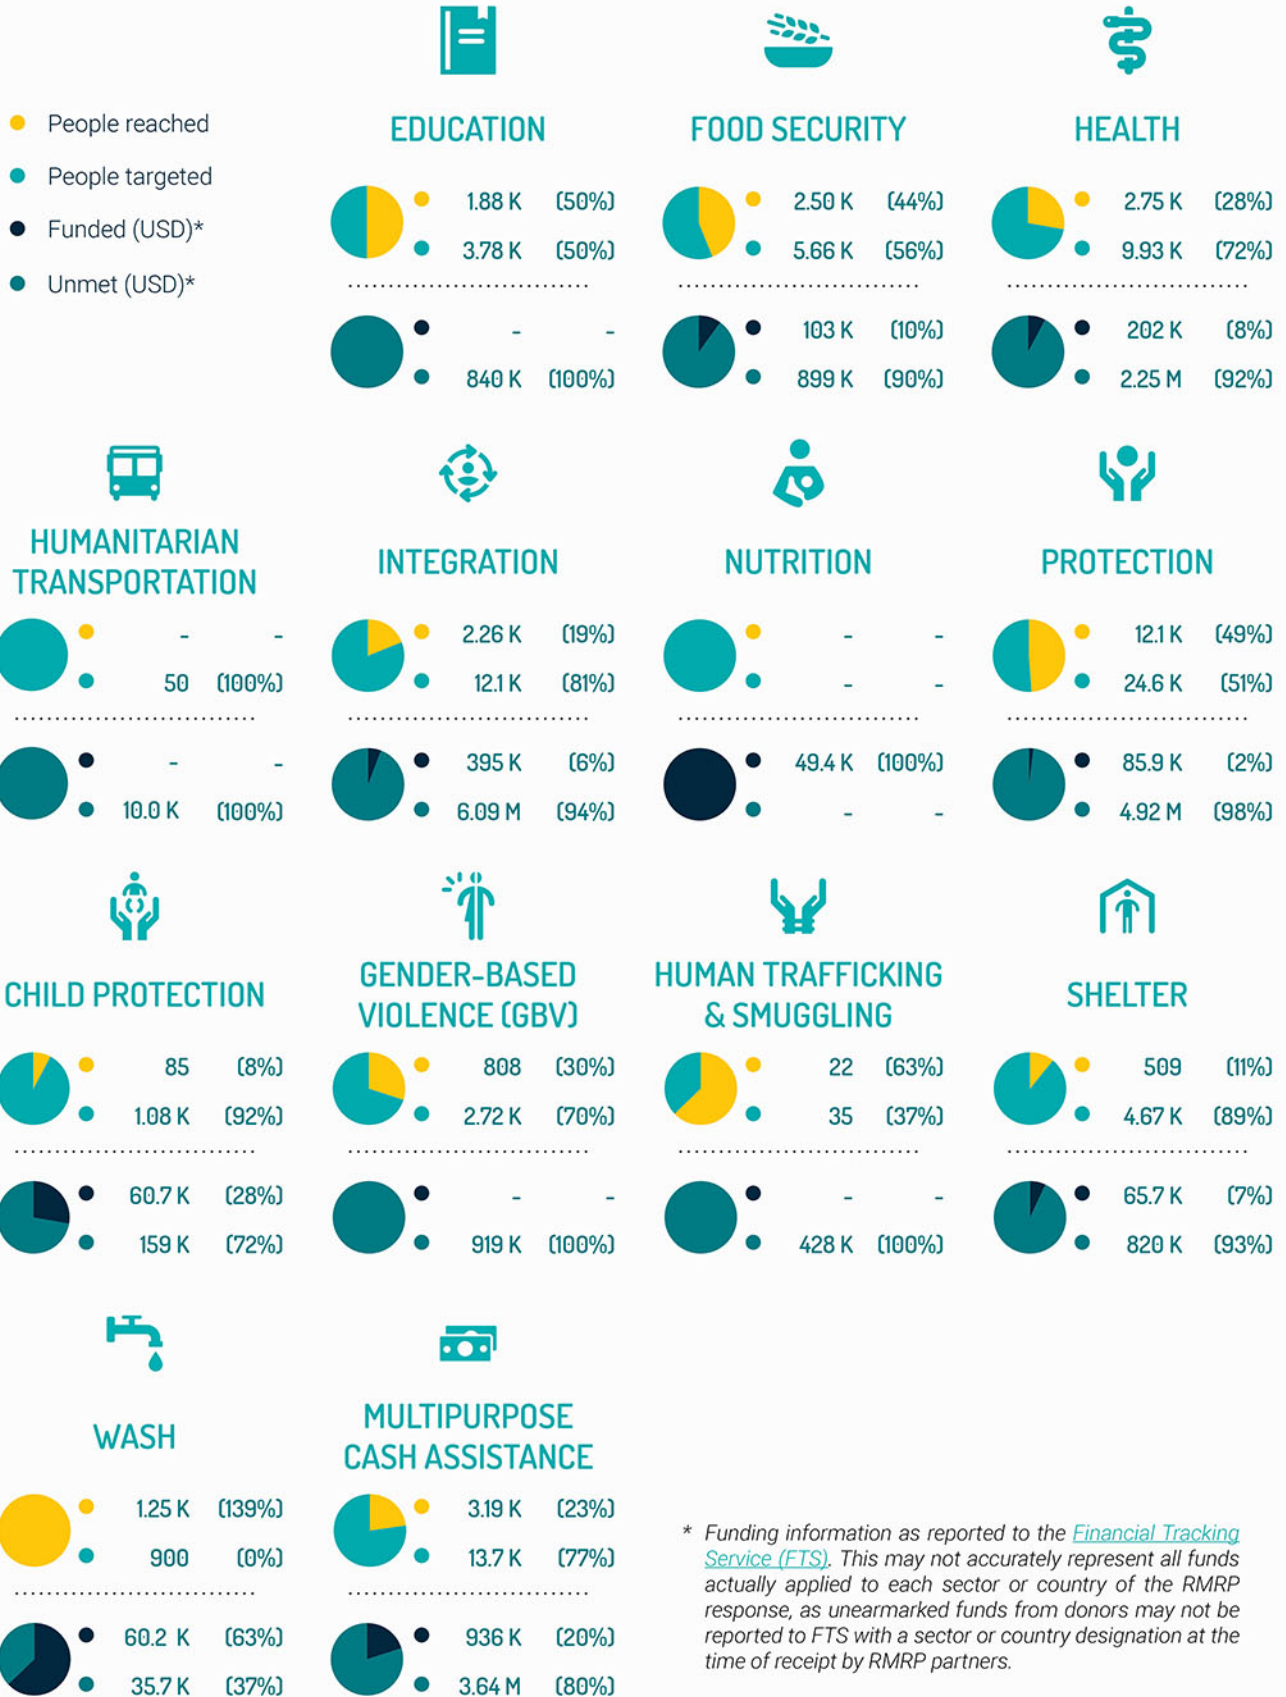 People reached
People targeted
Funded (USD)*
Unmet (USD)*
EDUCATION
1.88 K (50%)
3.78 K (50%)
- -
840 K (100%)
FOOD SECURITY
2.50 K (44%)
5.66 K (56%)
103 K (10%)
899 K (90%)
HEALTH
2.75 K (28%)
9.93 K (72%)
202 K (8%)
2.25 M (92%)
HUMANITARIAN
TRANSPORTATION
- -
50 (100%)
- -
10.0 K (100%)
INTEGRATION
2.26 K (19%)
12.1 K (81%)
395 K (6%)
6.09 M (94%)
NUTRITION
- -
- -
49.4 K (100%)
- -
PROTECTION
12.1 K (49%)
24.6 K (51%)
85.9 K (2%)
4.92 M (98%)
CHILD PROTECTION
85 (8%)
1.08 K (92%)
60.7 K (28%)
159 K (72%)
GENDER-BASED
VIOLENCE (GBV)
808 (30%)
2.72 K (70%)
- -
919 K (100%)
HUMAN TRAFFICKING
& SMUGGLING
22 (63%)
35 (37%)
- -
428 K (100%)
SHELTER
509 (11%)
4.67 K (89%)
65.7 K (7%)
820 K (93%)
WASH
1.25 K (139%)
900 (0%)
60.2 K (63%)
35.7 K (37%)
MULTIPURPOSE
CASH ASSISTANCE
3.19 K (23%)
13.7 K (77%)
936 K (20%)
3.64 M (80%)
* Funding information as reported to the Financial Tracking
Service (FTS). This may not accurately represent all funds
actually applied to each sector or country of the RMRP
response, as unearmarked funds from donors may not be
reported to FTS with a sector or country designation at the
time of receipt by RMRP partners.